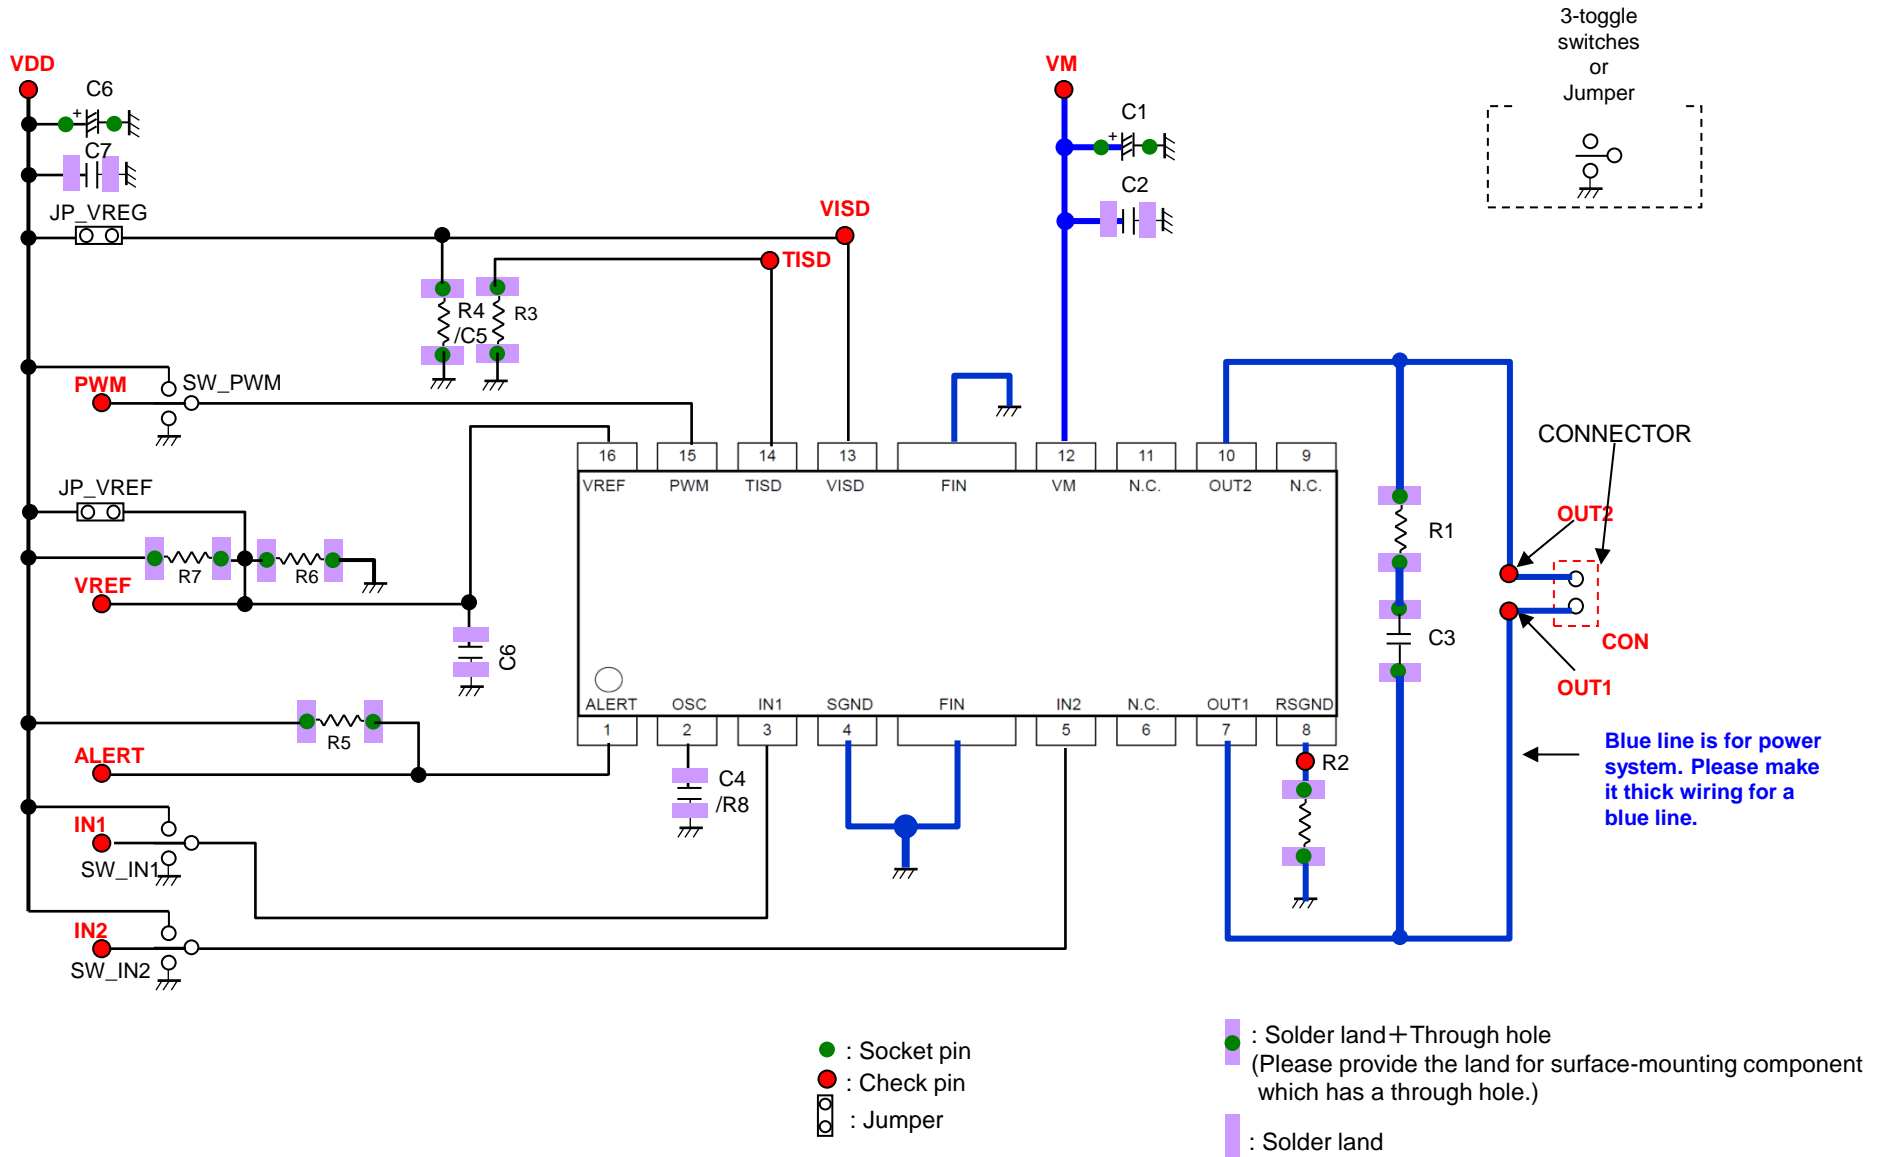 3-toggle
switches
or
Jumper
VDD
C6
+
C7
JP_VREG
VM
C1
+
C2
VISD
TISD
R4
/C5
R3
PWM
SW_PWM
JP_VREF
R7
R6
VREF
C6
R5
ALERT
IN1
SW_IN1
IN2
SW_IN2
16 15 14 13 12 11 10 9
VREF PWM TISD VISD FIN VM N.C. OUT2 N.C.
ALERT OSC IN1 SGND FIN IN2 N.C. OUT1 RSGND
1 2 3 4 5 6 7 8
C4
/R8
R2
R1
C3
CONNECTOR
OUT2
CON
OUT1
Blue line is for power
system. Please make
it thick wiring for a
blue line.
: Socket pin
: Check pin
: Jumper
: Solder land+Through hole
(Please provide the land for surface-mounting component
which has a through hole.)
: Solder land